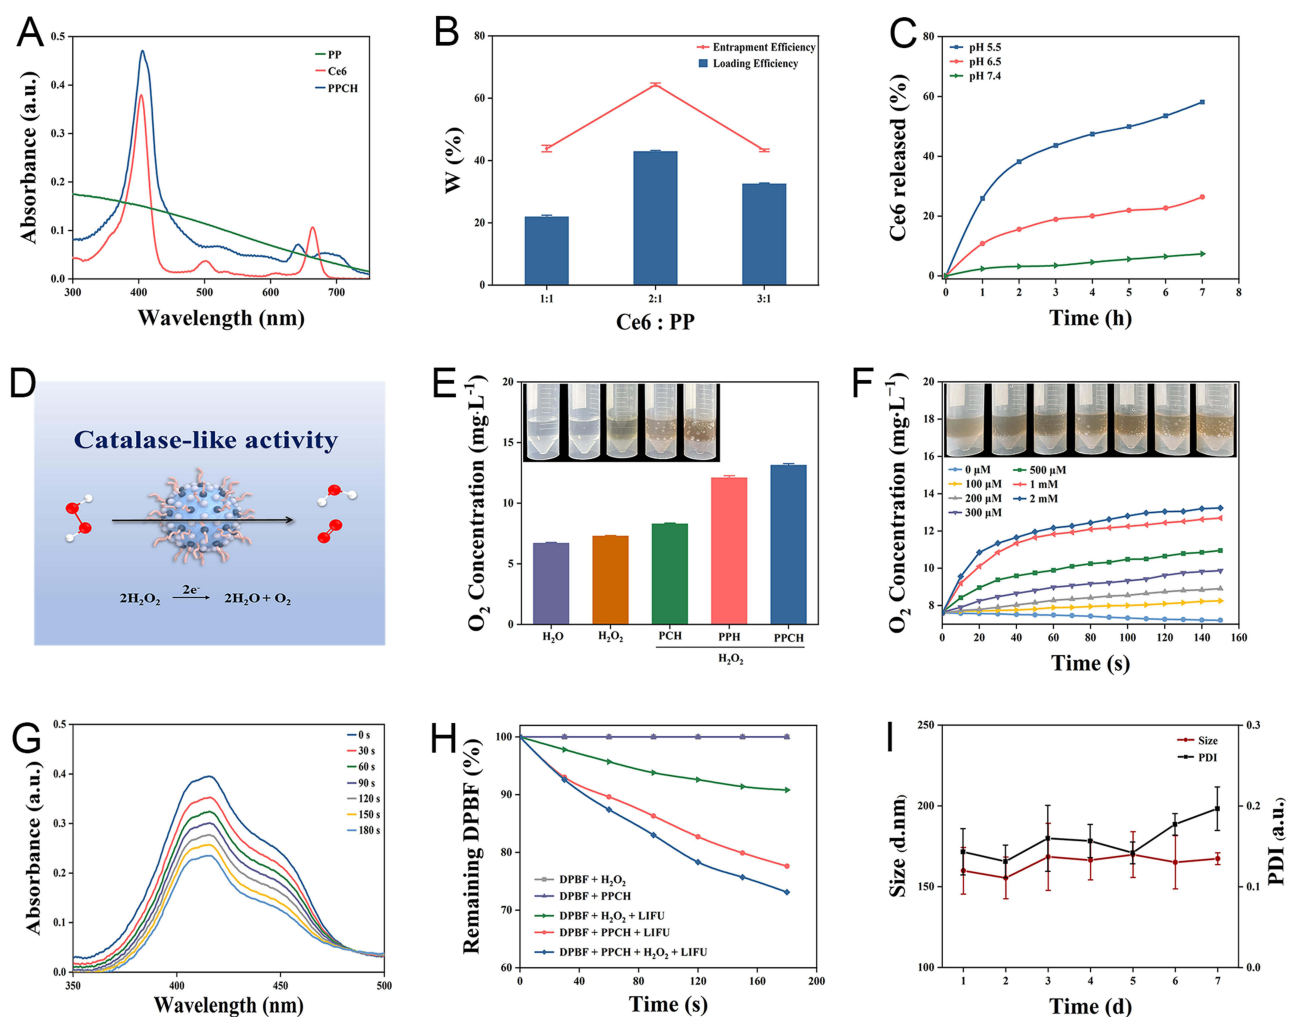 A
Absorbance (a.u.)
0.5
0.4
0.3
0.2
0.1
0.0
PP
Ce6
PPCH
300 400 500 600 700
Wavelength (nm)
B
W (%)
80
60
40
20
0
Entrapment Efficiency
Loading Efficiency
1:1 2:1 3:1
Ce6 : PP
C
Ce6 released (%)
80
60
40
20
0
pH 5.5
pH 6.5
pH 7.4
0 1 2 3 4 5 6 7 8
Time (h)
D
Catalase-like activity
2H₂O₂ 2e⁻ 2H₂O + O₂
E
O₂ Concentration (mg·L⁻¹)
20
15
10
5
0
H₂O H₂O₂ PCH PPH PPCH
H₂O₂
F
O₂ Concentration (mg·L⁻¹)
20
18
16
14
12
10
8
6
0 μM
100 μM
200 μM
300 μM
500 μM
1 mM
2 mM
0 20 40 60 80 100 120 140 160
Time (s)
G
Absorbance (a.u.)
0.5
0.4
0.3
0.2
0.1
0.0
0 s
30 s
60 s
90 s
120 s
150 s
180 s
350 400 450 500
Wavelength (nm)
H
Remaining DPBF (%)
100
90
80
70
60
DPBF + H₂O₂
DPBF + PPCH
DPBF + H₂O₂ + LIFU
DPBF + PPCH + LIFU
DPBF + PPCH + H₂O₂ + LIFU
0 40 80 120 160 200
Time (s)
I
Size (d.nm)
250
200
150
100
Size
PDI
0.3
0.2
0.1
0.0
PDI (a.u.)
1 2 3 4 5 6 7
Time (d)